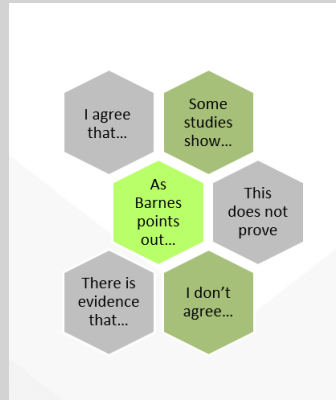 I agree
that…
Some
studies
show…
As
Barnes
points
out…
This
does not
prove
There is
evidence
that…
I don’t
agree…